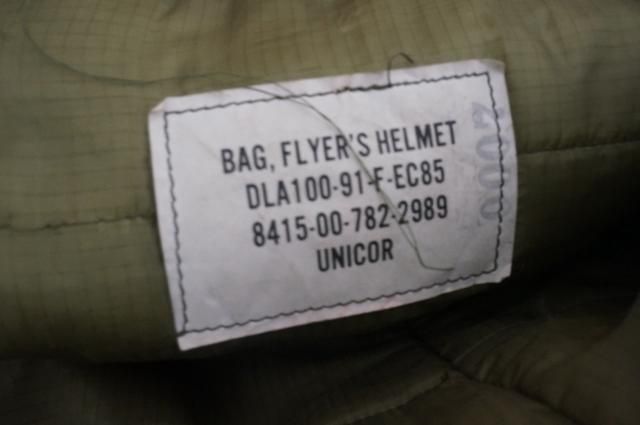 BAG, FLYER'S HELMET
DLA100-91-F-EC85
8415-00-782-2989
UNICOR